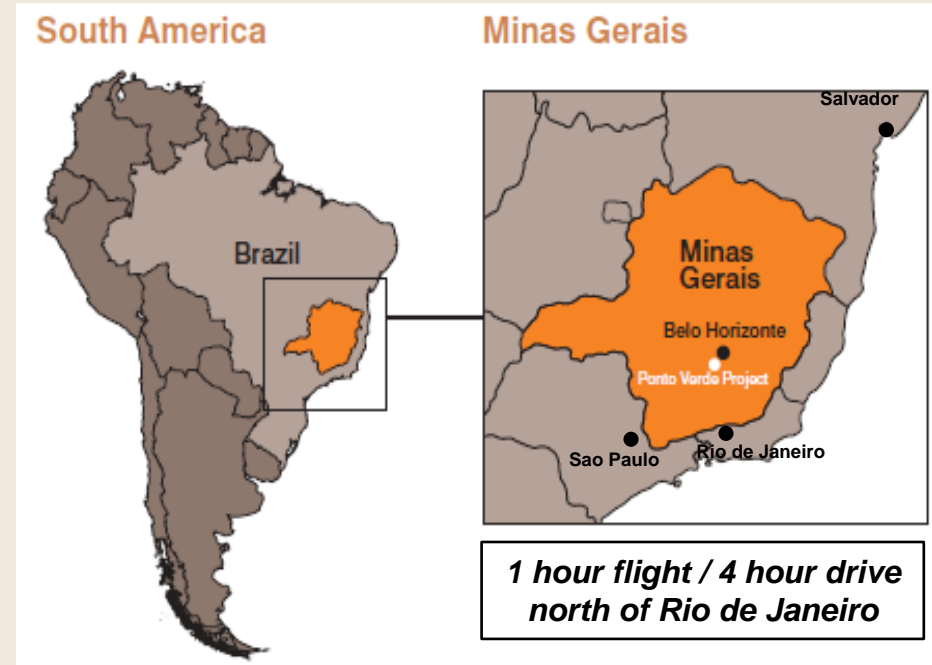 South America
Minas Gerais
Brazil
Salvador
Minas
Gerais
Belo Horizonte
Ponto Verde Project
Sao Paulo
Rio de Janeiro
1 hour flight / 4 hour drive
north of Rio de Janeiro